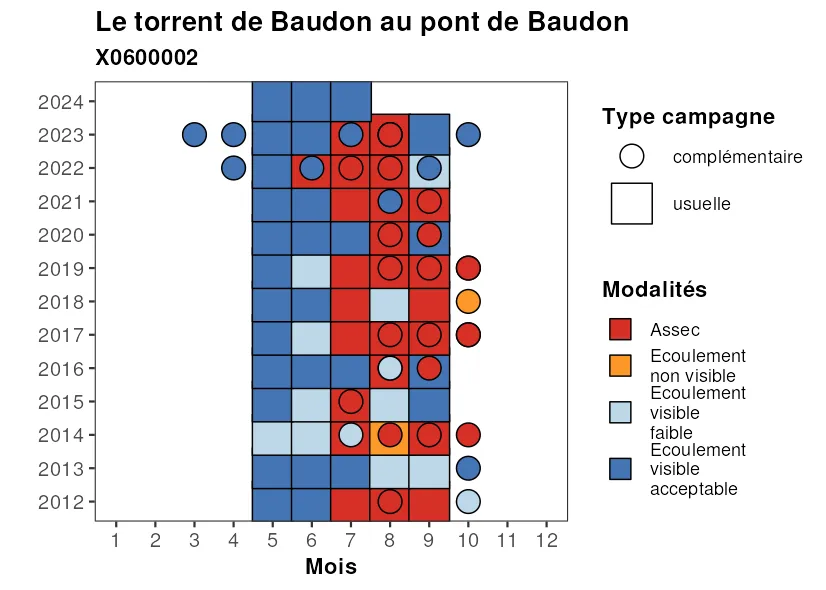 Le torrent de Baudon au pont de Baudon
X0600002
2024
2023
2022
2021
2020
2019
2018
2017
2016
2015
2014
2013
2012
1 2 3 4 5 6 7 8 9 10 11 12
Mois
Type campagne
complémentaire
usuelle
Modalités
Assec
Ecoulement
non visible
Ecoulement
visible
faible
Ecoulement
visible
acceptable